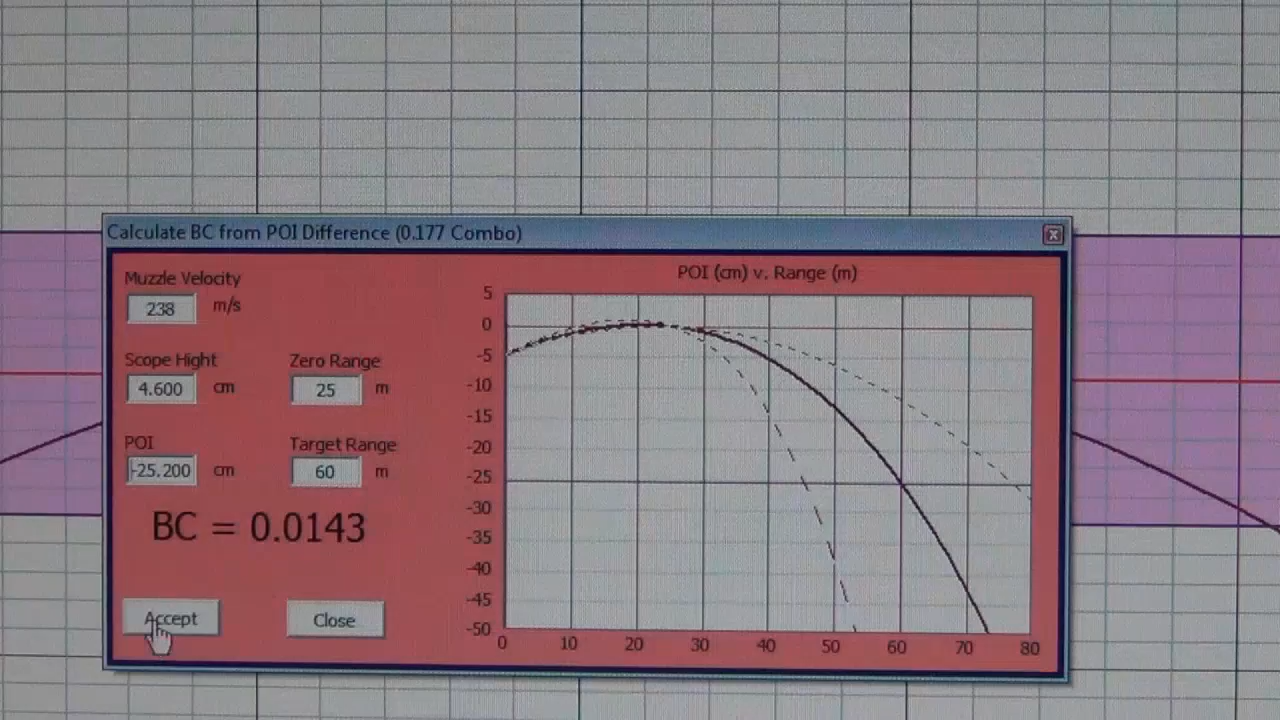 Calculate BC from POI Difference (0.177 Combo)
Muzzle Velocity
238 m/s
Scope Hight
4.600 cm
Zero Range
25 m
POI
-25.200 cm
Target Range
60 m
BC = 0.0143
Accept
Close
POI (cm) v. Range (m)
5
0
-5
-10
-15
-20
-25
-30
-35
-40
-45
-50
0 10 20 30 40 50 60 70 80